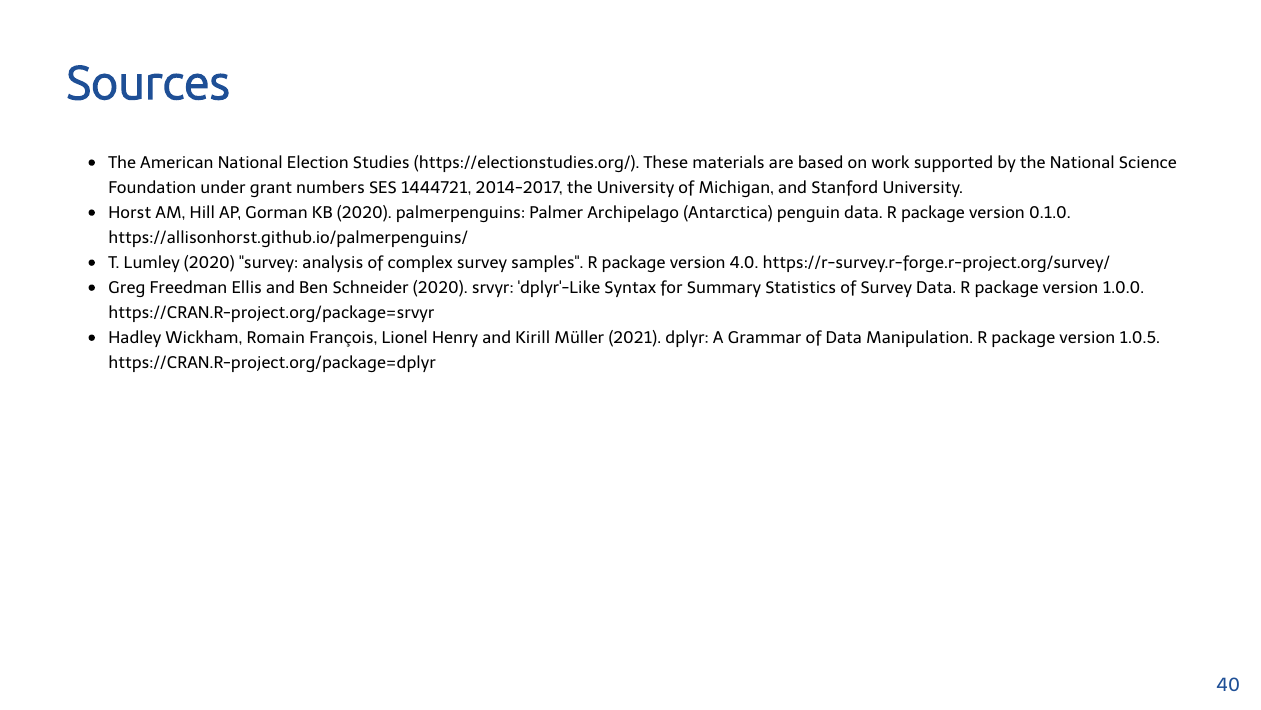 Sources
• The American National Election Studies (https://electionstudies.org/). These materials are based on work supported by the National Science
Foundation under grant numbers SES 1444721, 2014-2017, the University of Michigan, and Stanford University.
• Horst AM, Hill AP, Gorman KB (2020). palmerpenguins: Palmer Archipelago (Antarctica) penguin data. R package version 0.1.0.
https://allisonhorst.github.io/palmerpenguins/
• T. Lumley (2020) "survey: analysis of complex survey samples". R package version 4.0. https://r-survey.r-forge.r-project.org/survey/
• Greg Freedman Ellis and Ben Schneider (2020). srvyr: 'dplyr'-Like Syntax for Summary Statistics of Survey Data. R package version 1.0.0.
https://CRAN.R-project.org/package=srvyr
• Hadley Wickham, Romain François, Lionel Henry and Kirill Müller (2021). dplyr: A Grammar of Data Manipulation. R package version 1.0.5.
https://CRAN.R-project.org/package=dplyr
40